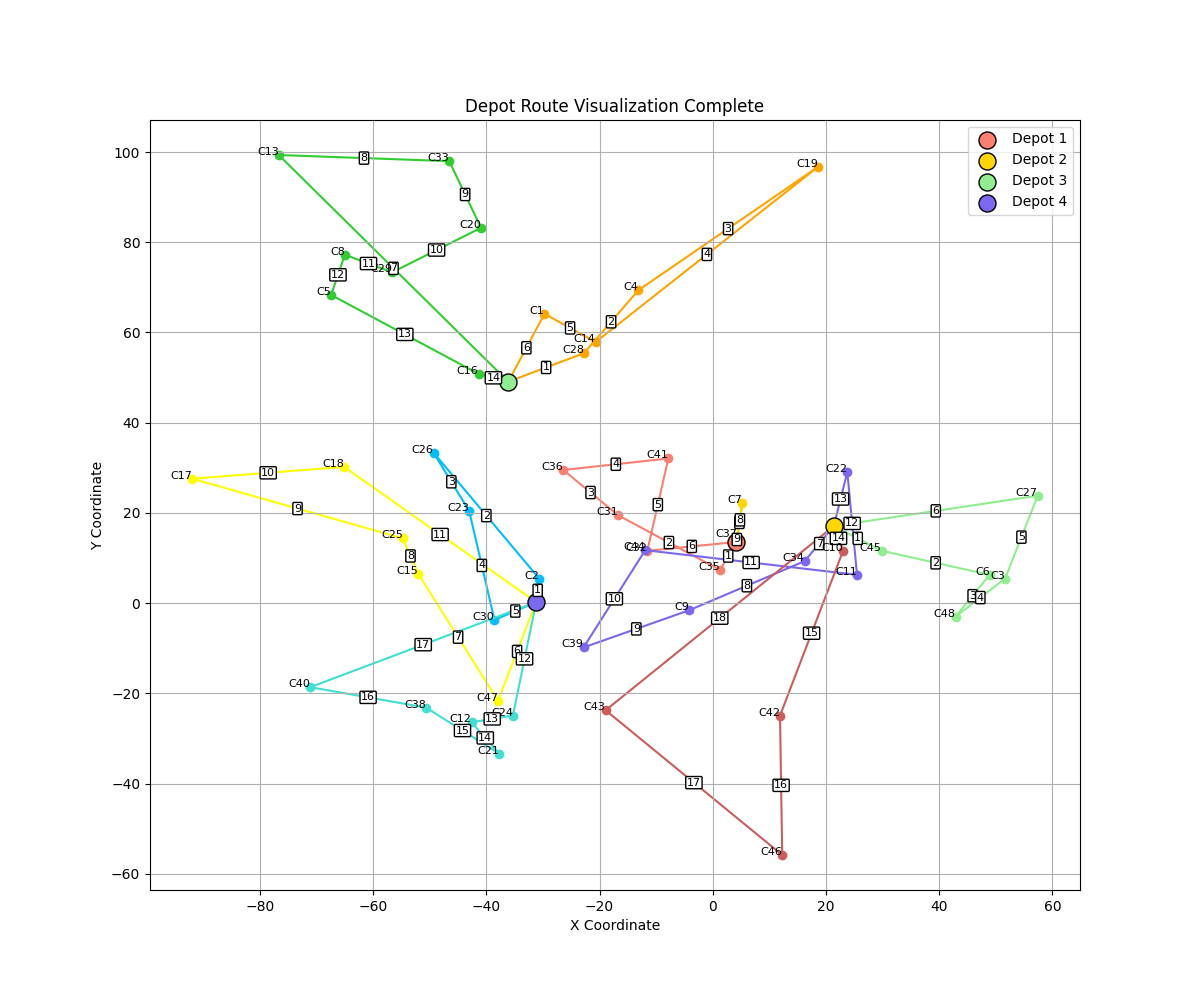 Depot Route Visualization Complete
Depot 1
Depot 2
Depot 3
Depot 4
100
80
60
40
20
0
−20
−40
−60
−80
−60
−40
−20
0
20
40
60
X Coordinate
Y Coordinate
C13
8
C33
9
C20
10
C8
11
C29
7
12
C5
13
C16
14
C19
3
4
C4
2
C1
5
C14
C28
6
1
C26
C17
10
C18
3
2
C23
9
C25
11
8
C15
4
C2
1
C30
5
7
17
6
12
C40
16
C47
C38
C12
13
C24
15
14
C21
C36
4
C41
3
5
C31
C7
8
C37
9
2
6
1
C35
C44
11
C22
13
12
14
1
7
C10
C34
C11
C45
6
C27
5
2
C6
C3
3
4
C48
8
C9
10
18
9
C39
15
C43
C42
17
16
C46